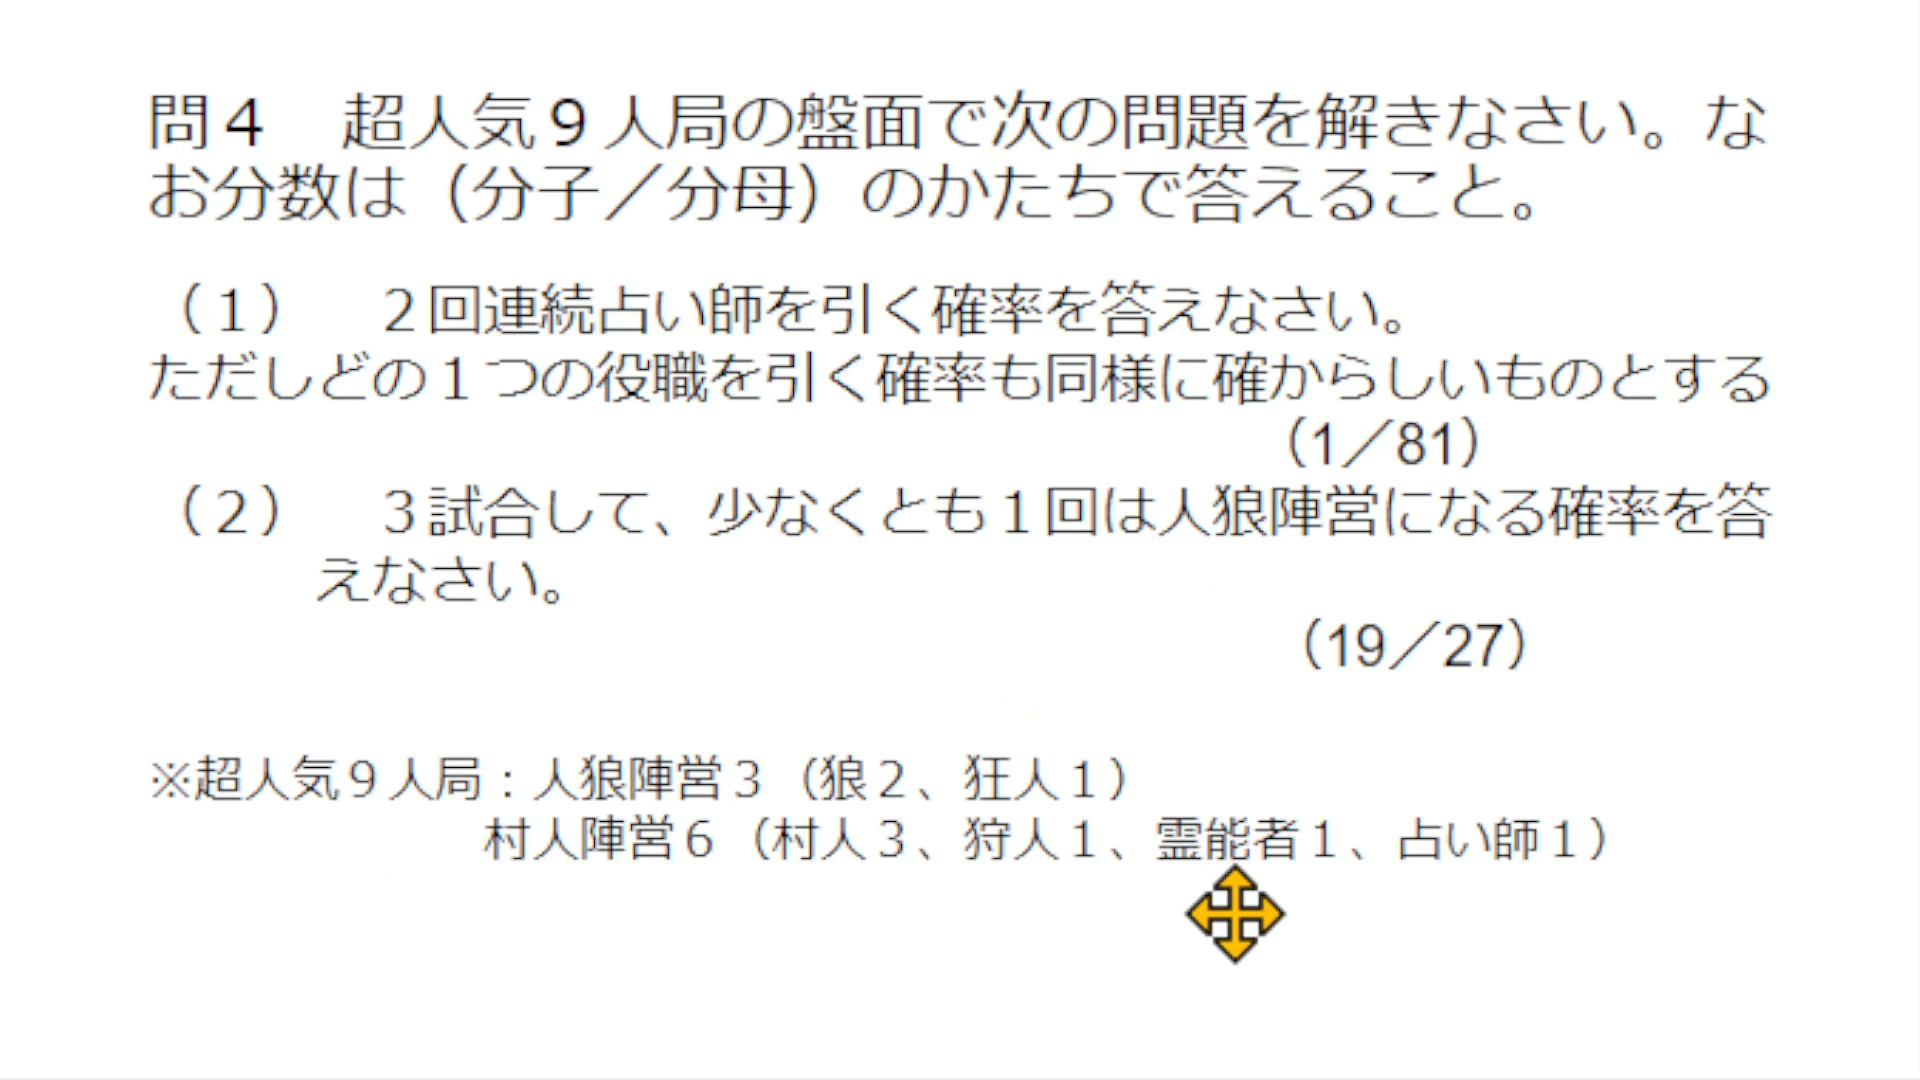 問４　超人気９人局の盤面で次の問題を解きなさい。な
お分数は（分子／分母）のかたちで答えること。
（１）　２回連続占い師を引く確率を答えなさい。
ただしどの１つの役職を引く確率も同様に確からしいものとする
（1／81）
（２）　３試合して、少なくとも１回は人狼陣営になる確率を答
えなさい。
（19／27）
※超人気９人局：人狼陣営３（狼２、狂人１）
村人陣営６（村人３、狩人１、霊能者１、占い師１）